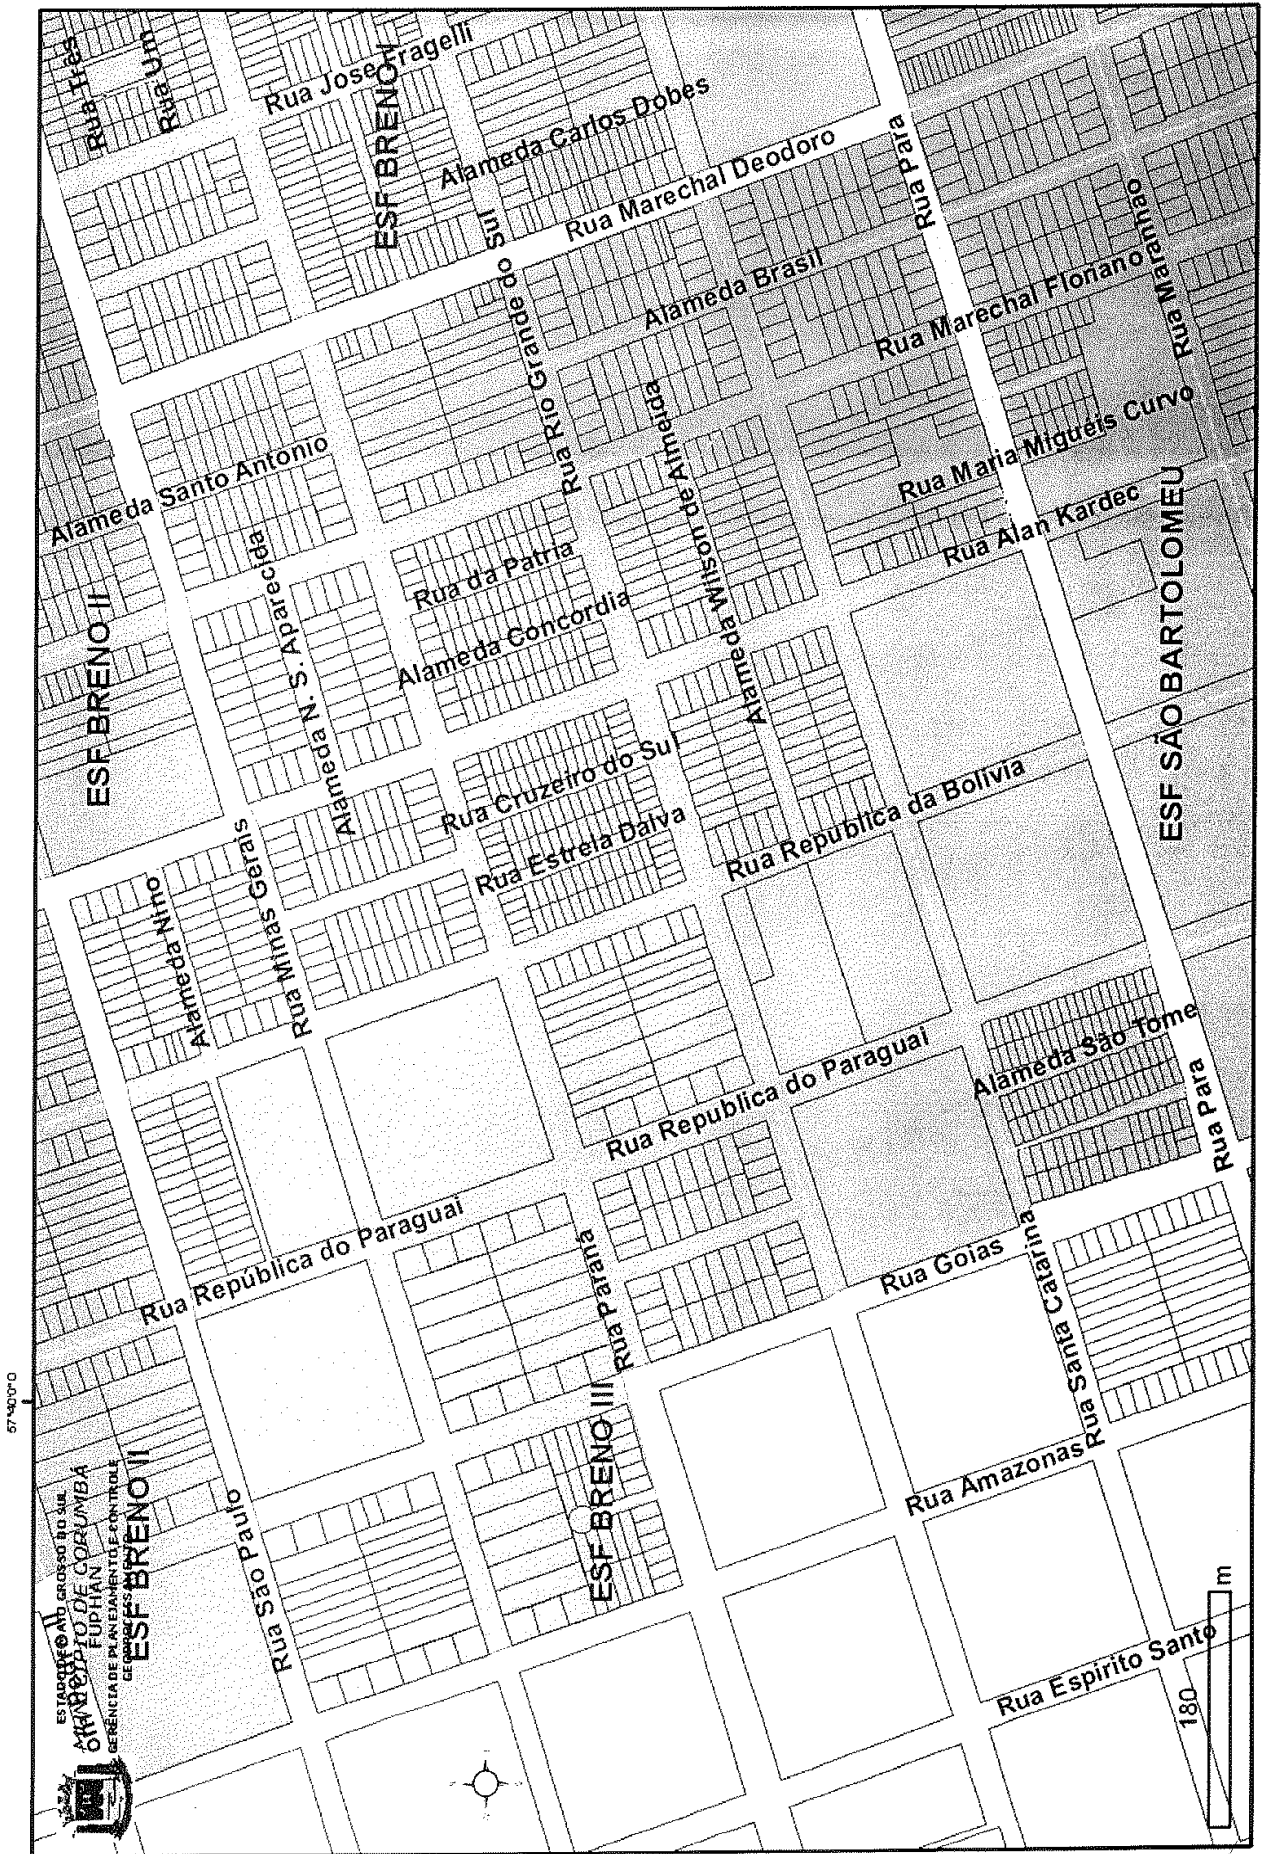 57°40'0"O
ESTADO DE MATO GROSSO DO SUL
MUNICÍPIO DE CORUMBÁ
FUPHAN
GERÊNCIA DE PLANEJAMENTO E CONTROLE
ESF BRENO II
Rua Três
Rua Um
Rua Jose Fragelli
ESF BRENO I
Alameda Carlos Dobes
Rua Marechal Deodoro
Rua Para
Alameda Brasil
Rua Marechal Floriano
Rua Maranhao
Rua Rio Grande do Sul
Alameda Santo Antonio
Rua Maria Miguéis Curvo
Rua Alan Kardec
Alameda Wilson de Almeida
Rua da Patria
Alameda Concordia
Alameda N. S. Aparecida
ESF BRENO II
ESF SÃO BARTOLOMEU
Rua Cruzeiro do Sul
Rua Estrela Dalva
Rua Republica da Bolivia
Rua Minas Gerais
Alameda Nino
Alameda São Tome
Rua Republica do Paraguai
Rua Para
Rua República do Paraguai
Rua Paraná
Rua Goias
Rua Santa Catarina
ESF BRENO III
Rua Amazonas
Rua São Paulo
Rua Espirito Santo
180
m